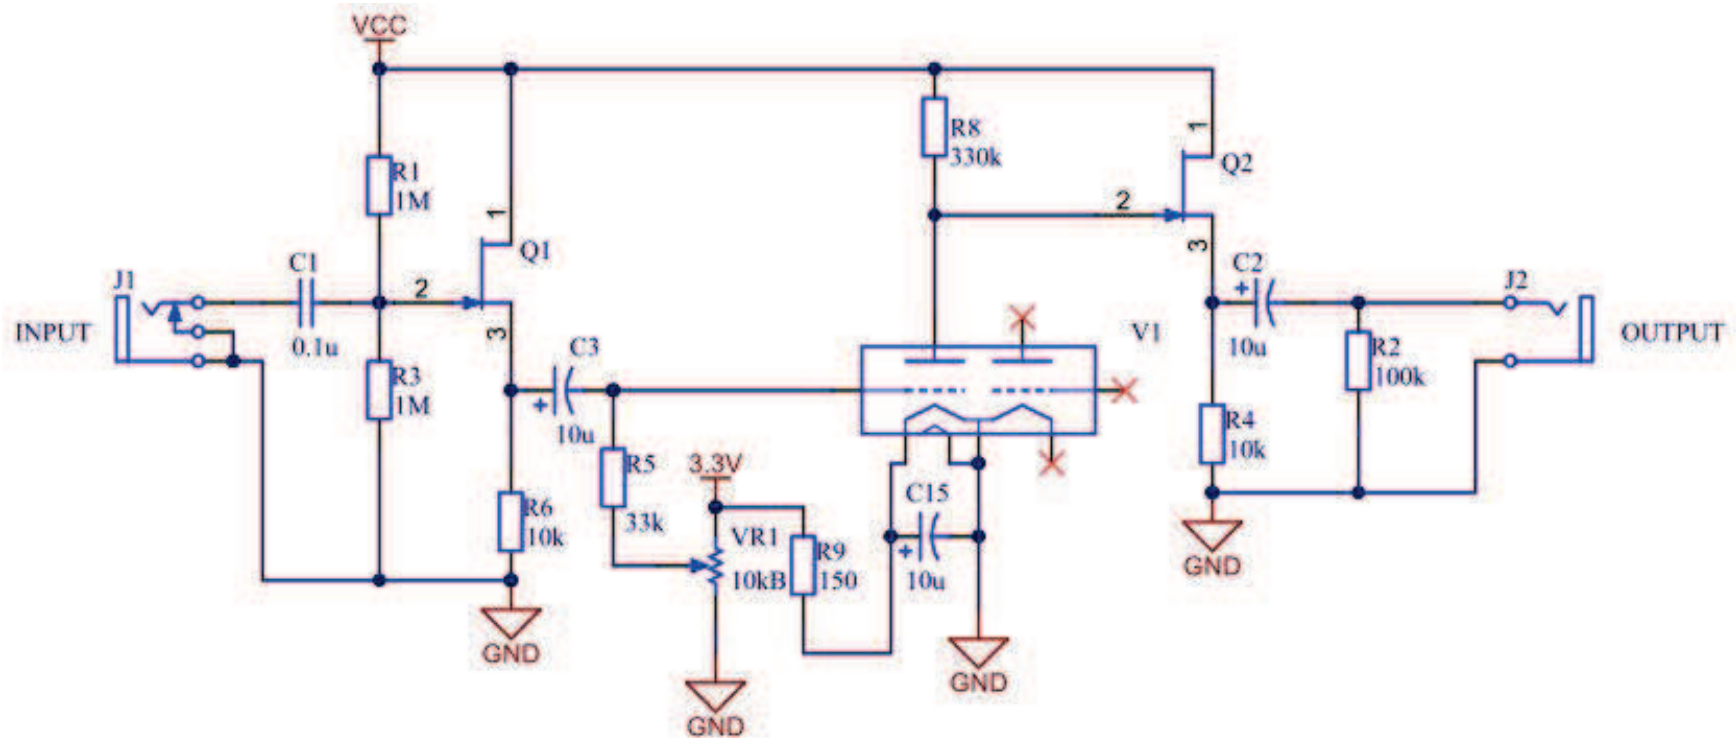 VCC
R8
330k
1
Q2
R1
1M
2
1
3
Q1
C1
C2
+
J1
J2
2
INPUT
0.1u
3
C3
V1
10u
R2
100k
OUTPUT
R3
1M
+
10u
R4
10k
R5
33k
3.3V
C15
R6
10k
VR1
10kB
R9
150
+
10u
GND
GND
GND
GND